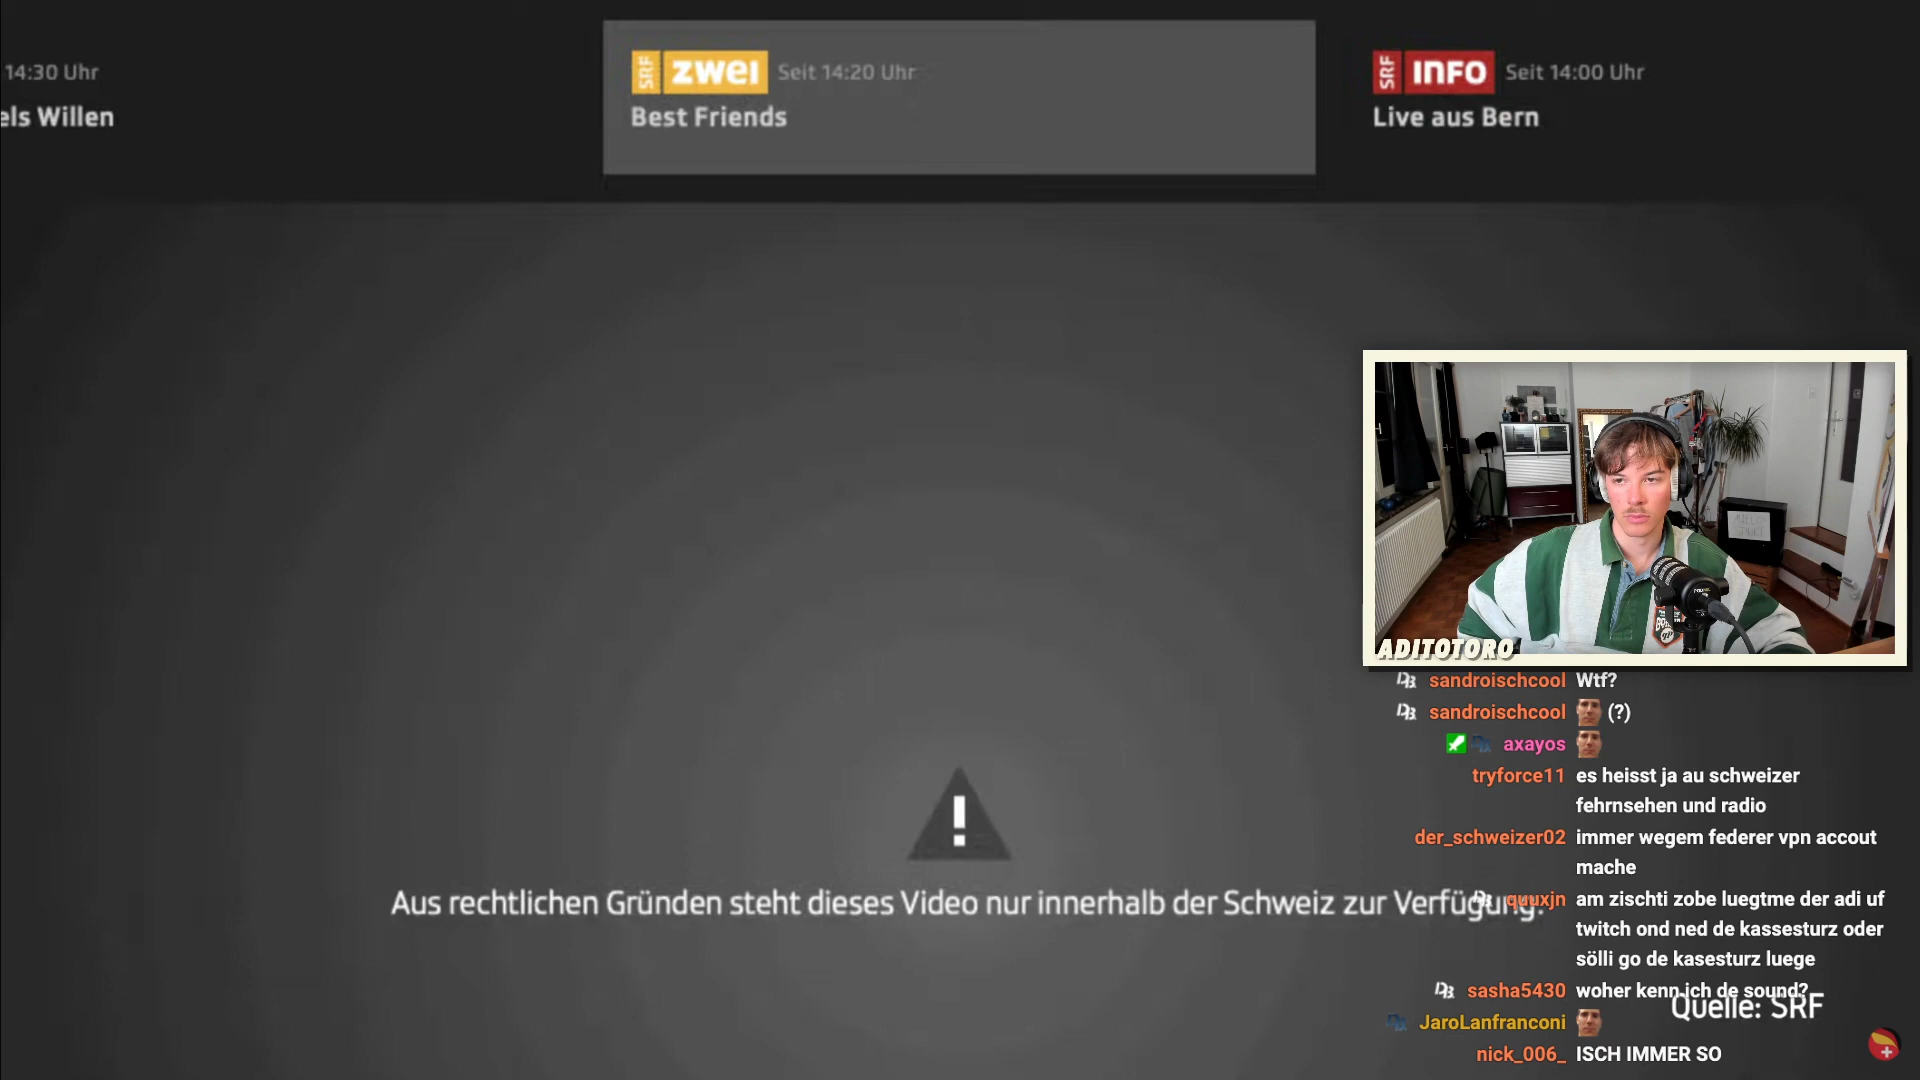 14:30 Uhr
els Willen
SRF zwei Seit 14:20 Uhr
Best Friends
SRF INFO Seit 14:00 Uhr
Live aus Bern
ADITOTORO
Aus rechtlichen Gründen steht dieses Video nur innerhalb der Schweiz zur Verfügung.
sandroischcool Wtf?
sandroischcool (?)
axayos
tryforce11 es heisst ja au schweizer
fehrnsehen und radio
der_schweizer02 immer wegem federer vpn accout
mache
quuxjn am zischti zobe luegtme der adi uf
twitch ond ned de kassesturz oder
sölli go de kasesturz luege
sasha5430 woher kenn ich de sound?
Quelle: SRF
JaroLanfranconi
nick_006_ ISCH IMMER SO